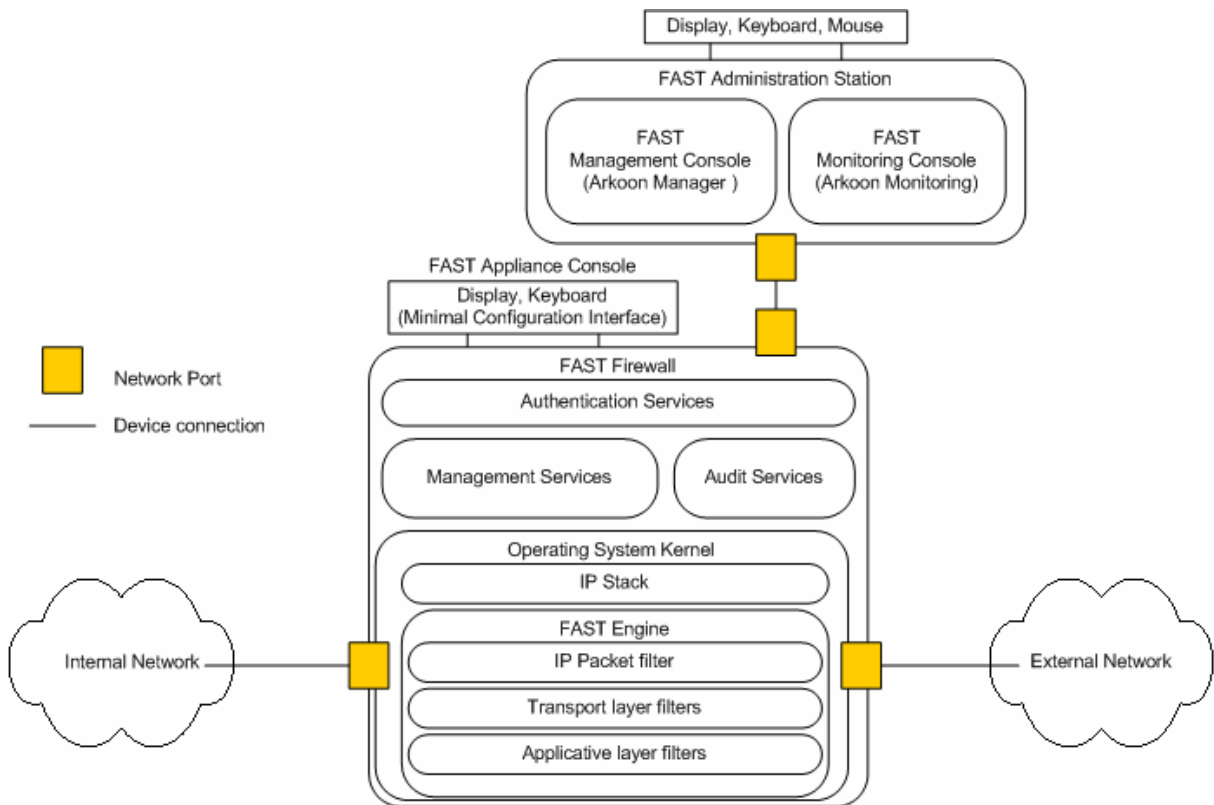 Display, Keyboard, Mouse
FAST Administration Station
FAST
Management Console
(Arkoon Manager )
FAST
Monitoring Console
(Arkoon Monitoring)
FAST Appliance Console
Display, Keyboard
(Minimal Configuration Interface)
Network Port
Device connection
FAST Firewall
Authentication Services
Management Services
Audit Services
Operating System Kernel
IP Stack
FAST Engine
IP Packet filter
Transport layer filters
Applicative layer filters
Internal Network
External Network